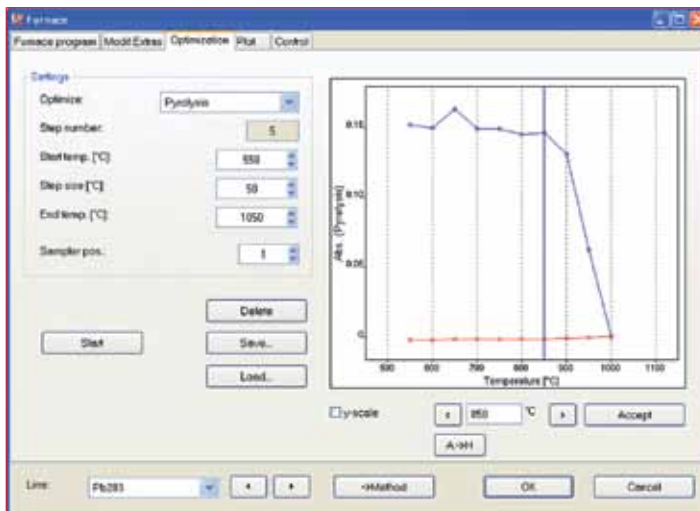 Furnace
Furnace program Modif.Extras Optimization Plot Control
Settings
Optimize: Pyrolysis
Step number: 5
Start temp. [°C]: 550
Step size [°C]: 50
End temp. [°C]: 1050
Sampler pos.: 1
Delete
Start
Save...
Load...
Abs. (Pyrolysis)
0.15
0.10
0.05
0
500 600 700 800 900 1000 1100
Temperature [°C]
y-scale
850 °C
Accept
A->H
Line: Pb283
->Method
OK
Cancel